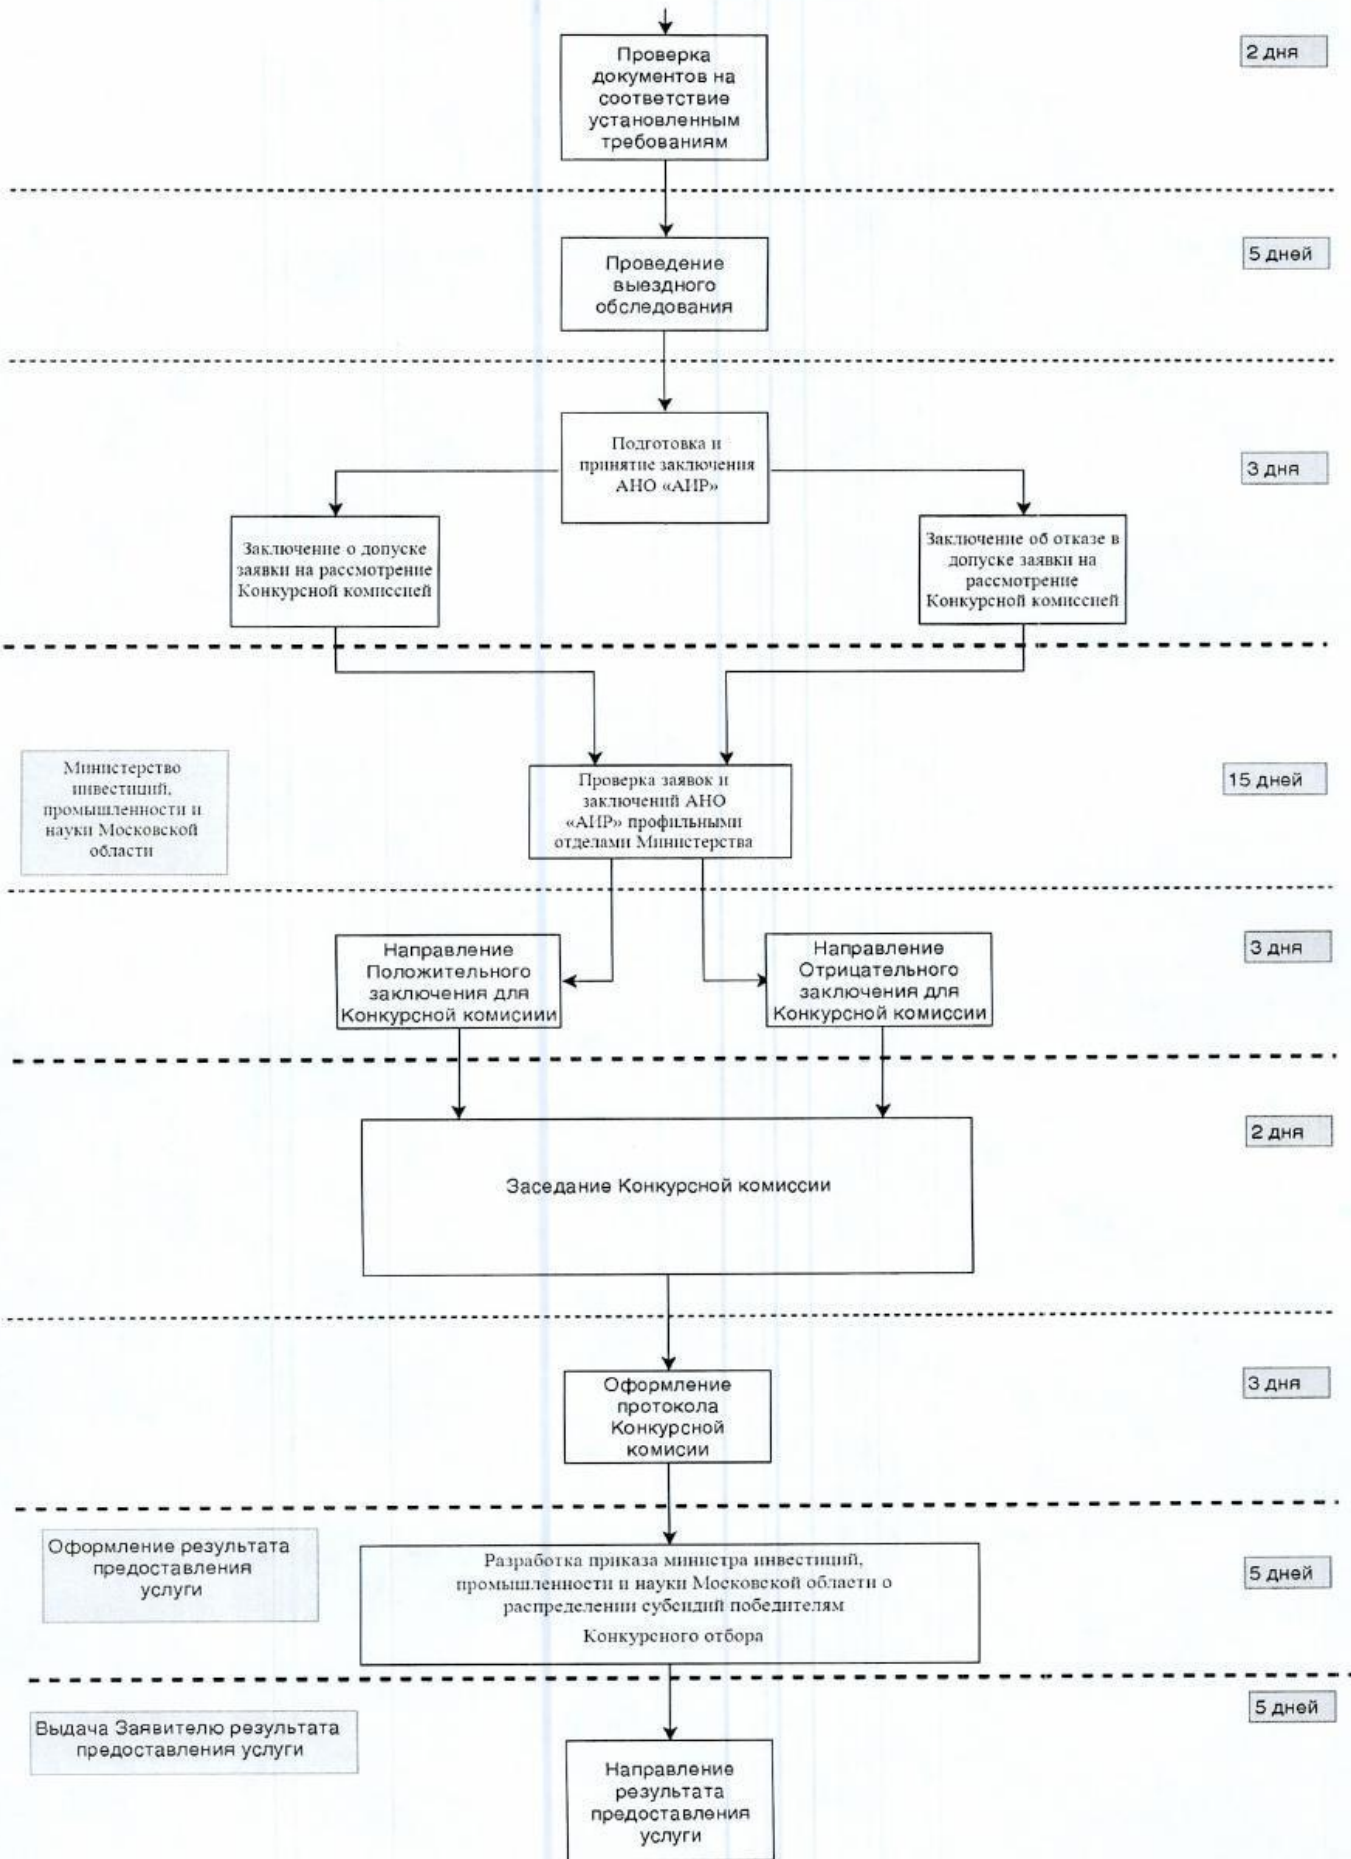 Проверка
документов на
соответствие
установленным
требованиям
2 дня
Проведение
выездного
обследования
5 дней
Подготовка и
принятие заключения
АНО «АИР»
3 дня
Заключение о допуске
заявки на рассмотрение
Конкурсной комиссией
Заключение об отказе в
допуске заявки на
рассмотрение
Конкурсной комиссией
Министерство
инвестиций,
промышленности и
науки Московской
области
Проверка заявок и
заключений АНО
«АИР» профильными
отделами Министерства
15 дней
Направление
Положительного
заключения для
Конкурсной комисиии
Направление
Отрицательного
заключения для
Конкурсной комиссии
3 дня
Заседание Конкурсной комиссии
2 дня
Оформление
протокола
Конкурсной
комисии
3 дня
Оформление результата
предоставления
услуги
Разработка приказа министра инвестиций,
промышленности и науки Московской области о
распределении субсидий победителям
Конкурсного отбора
5 дней
Выдача Заявителю результата
предоставления услуги
Направление
результата
предоставления
услуги
5 дней